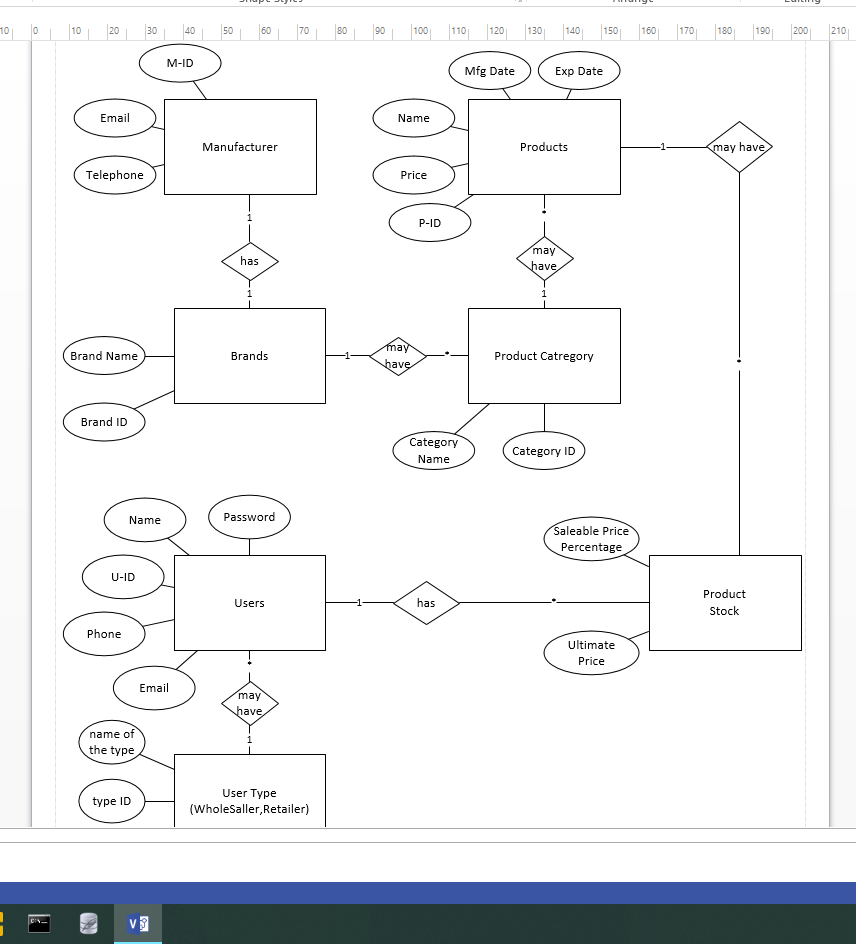 10 0 10 20 30 40 50 60 70 80 90 100 110 120 130 140 150 160 170 180 190 200 210
M-ID
Email
Telephone
Manufacturer
1
has
1
Mfg Date
Exp Date
Name
Price
P-ID
Products
1
may have
*
*
may
have
1
Brand Name
Brand ID
Brands
1
may
have
*
Product Catregory
Category
Name
Category ID
Name
Password
U-ID
Phone
Email
Users
1
has
*
Saleable Price
Percentage
Ultimate
Price
Product
Stock
*
may
have
1
name of
the type
type ID
User Type
(WholeSaller,Retailer)
V